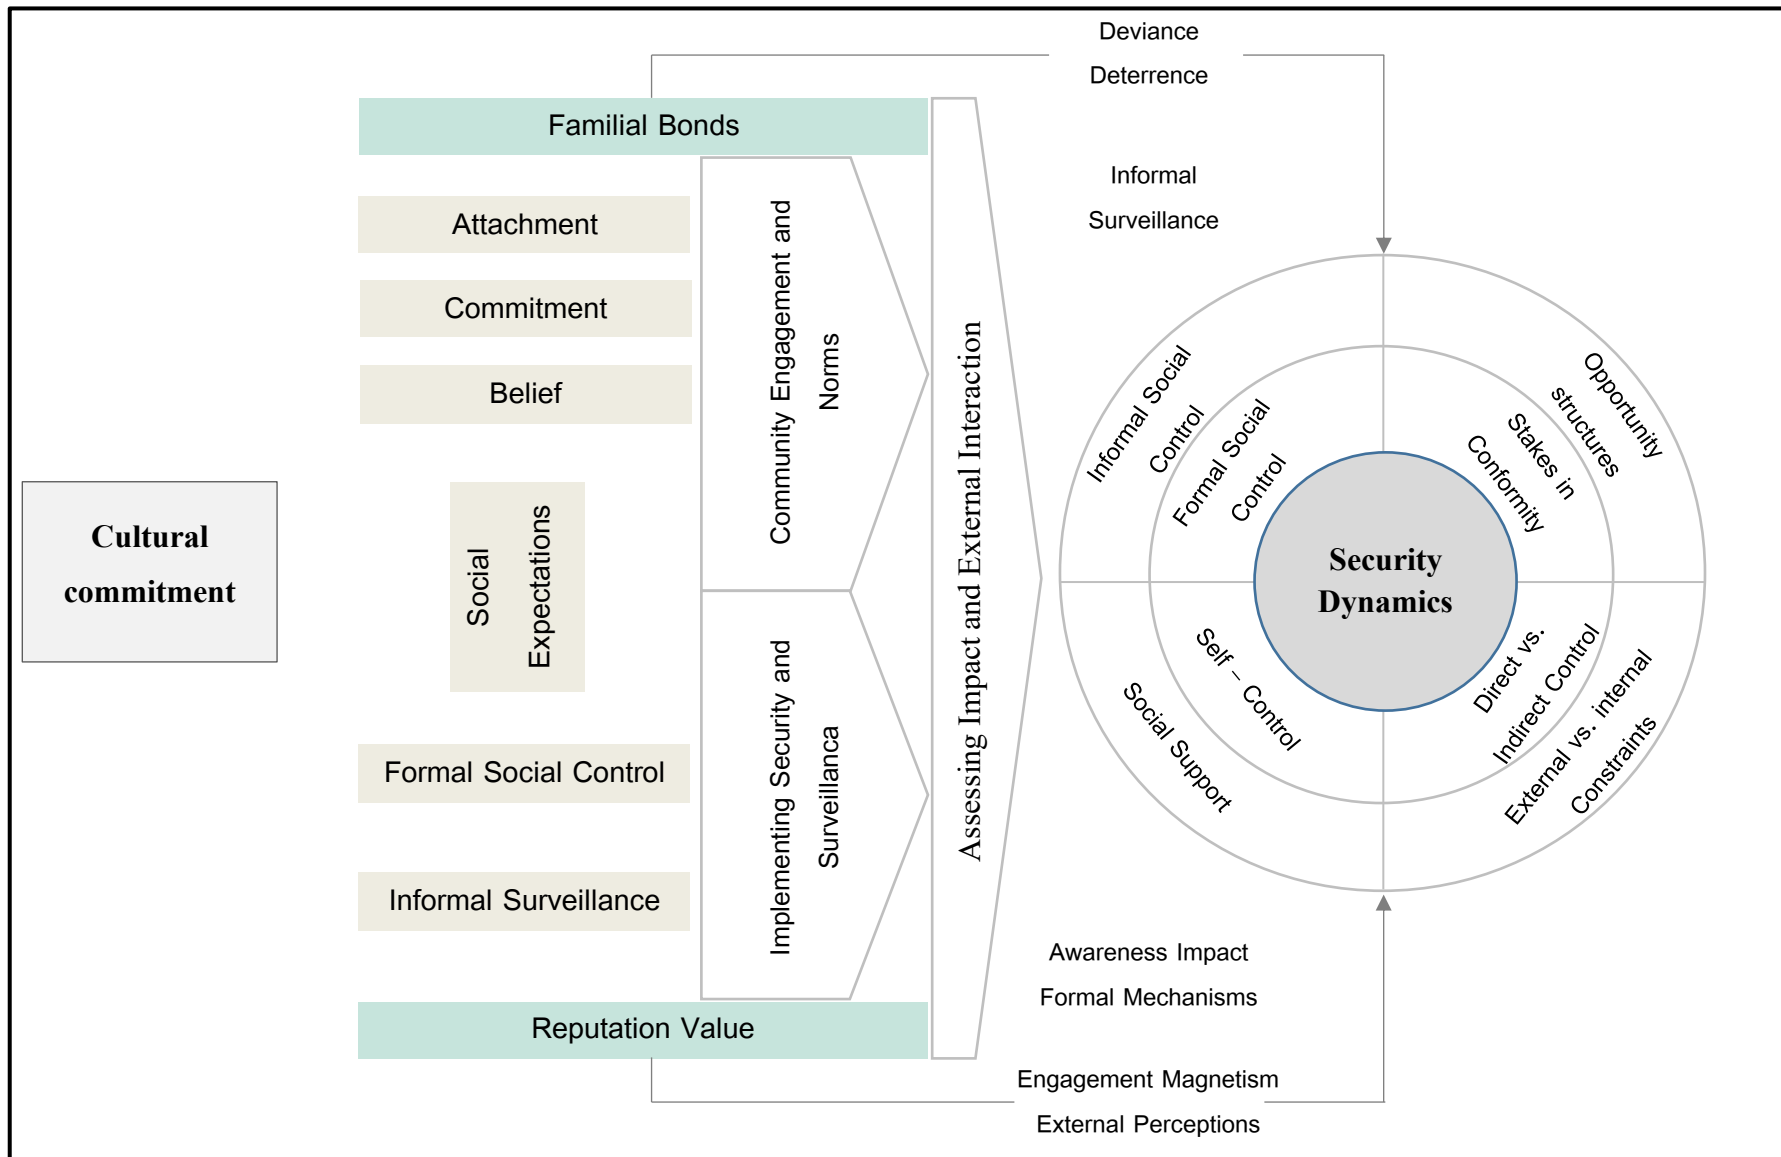 Deviance
Deterrence
Familial Bonds
Informal
Surveillance
Attachment
Commitment
Belief
Cultural
commitment
Social
Expectations
Formal Social Control
Informal Surveillance
Reputation Value
Community Engagement and
Norms
Implementing Security and
Surveillanca
Assessing Impact and External Interaction
Informal Social
Control
Formal Social
Control
Opportunity
structures
Stakes in
Conformity
Security
Dynamics
Self – Control
Social Support
Direct vs.
Indirect Control
External vs. internal
Constraints
Awareness Impact
Formal Mechanisms
Engagement Magnetism
External Perceptions